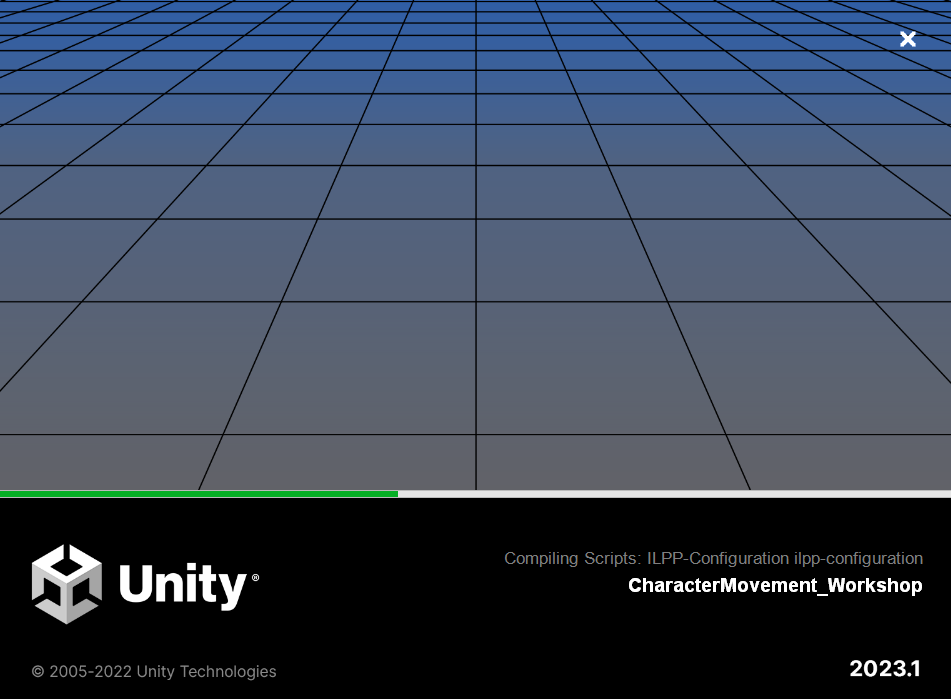 Compiling Scripts: ILPP-Configuration ilpp-configuration
CharacterMovement_Workshop
Unity®
© 2005-2022 Unity Technologies
2023.1